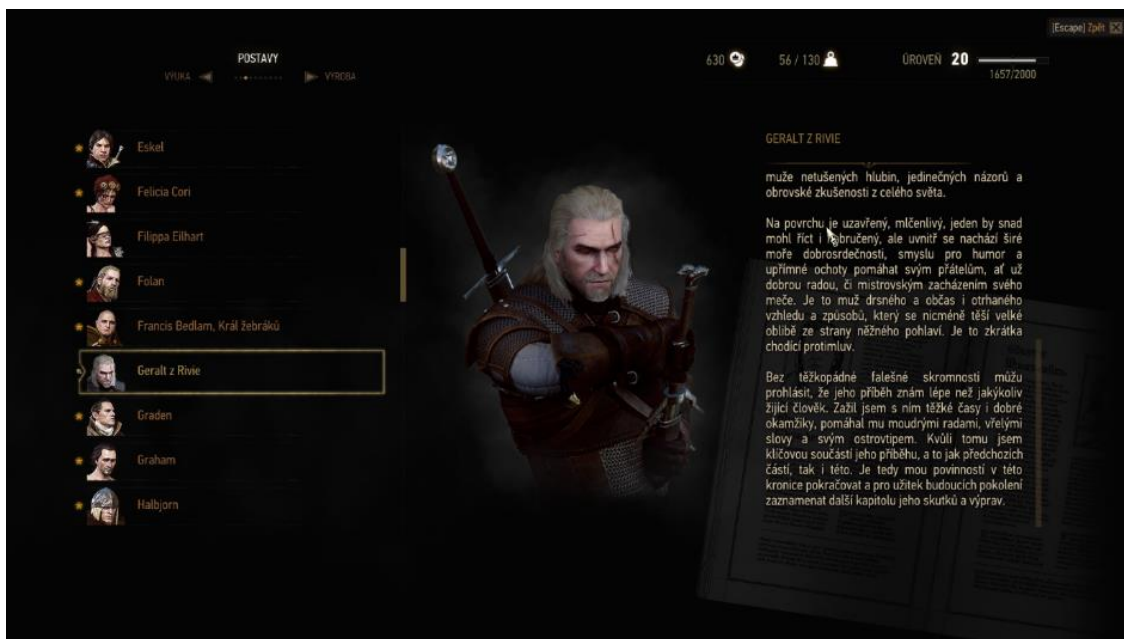 [Escape] Zpět
POSTAVY
VÝUKA
VÝROBA
630
56 / 130
ÚROVEŇ 20
1657/2000
Eskel
Felicia Cori
Filippa Eilhart
Folan
Francis Bedlam, Král žebráků
Geralt z Rivie
Graden
Graham
Halbjorn
GERALT Z RIVIE
muže netušených hlubin, jedinečných názorů a
obrovské zkušenosti z celého světa.
Na povrchu je uzavřený, mlčenlivý, jeden by snad
mohl říct i nabručený, ale uvnitř se nachází širé
moře dobrosrdečnosti, smyslu pro humor a
upřímné ochoty pomáhat svým přátelům, ať už
dobrou radou, či mistrovským zacházením svého
meče. Je to muž drsného a občas i otrhaného
vzhledu a způsobů, který se nicméně těší velké
oblibě ze strany něžného pohlaví. Je to zkrátka
chodící protimluv.
Bez těžkopádné falešné skromnosti můžu
prohlásit, že jeho příběh znám lépe než jakýkoliv
žijící člověk. Zažil jsem s ním těžké časy i dobré
okamžiky, pomáhal mu moudrými radami, vřelými
slovy a svým ostrovtipem. Kvůli tomu jsem
klíčovou součástí jeho příběhu, a to jak předchozích
částí, tak i této. Je tedy mou povinností v této
kronice pokračovat a pro užitek budoucích pokolení
zaznamenat další kapitolu jeho skutků a výprav.